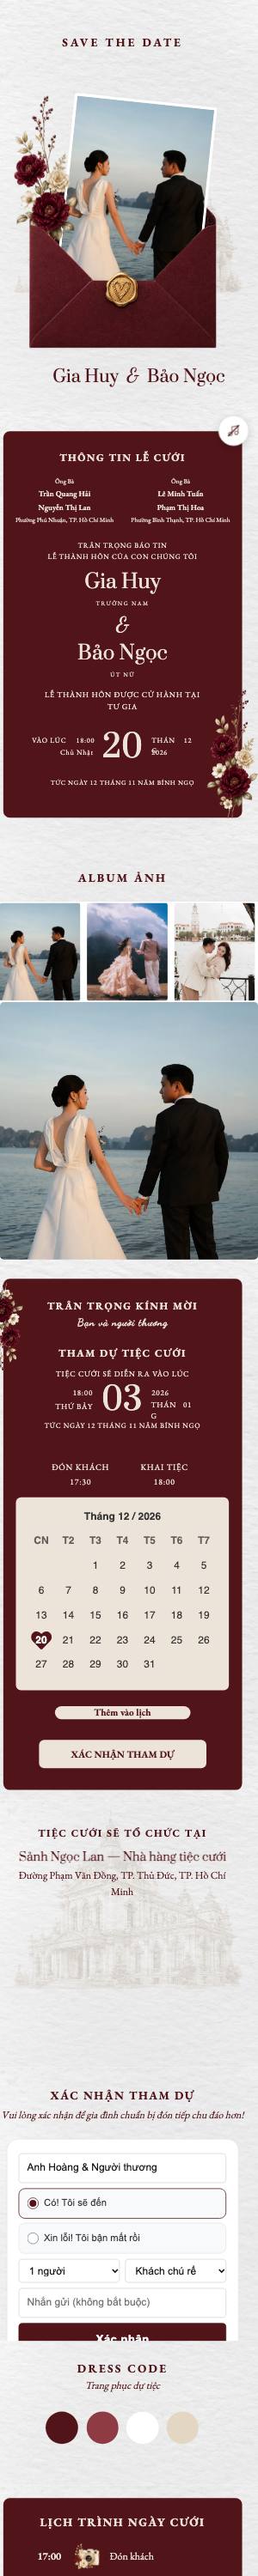 SAVE THE DATE
Gia Huy & Bảo Ngọc
THÔNG TIN LỄ CƯỚI
Ông Bà
Trần Quang Hải
Nguyễn Thị Lan
Phường Phú Nhuận, TP. Hồ Chí Minh
Ông Bà
Lê Minh Tuấn
Phạm Thị Hoa
Phường Bình Thạnh, TP. Hồ Chí Minh
TRÂN TRỌNG BÁO TIN
LỄ THÀNH HÔN CỦA CON CHÚNG TÔI
Gia Huy
TRƯỞNG NAM
&
Bảo Ngọc
ÚT NỮ
LỄ THÀNH HÔN ĐƯỢC CỬ HÀNH TẠI
TƯ GIA
VÀO LÚC 18:00
Chủ Nhật
20
THÁN 12
G
2026
TỨC NGÀY 12 THÁNG 11 NĂM BÍNH NGỌ
ALBUM ẢNH
TRÂN TRỌNG KÍNH MỜI
Bạn và người thương
THAM DỰ TIỆC CƯỚI
TIỆC CƯỚI SẼ DIỄN RA VÀO LÚC
18:00
THỨ BẢY
03
2026
THÁN 01
G
TỨC NGÀY 12 THÁNG 11 NĂM BÍNH NGỌ
ĐÓN KHÁCH KHAI TIỆC
17:30 18:00
Tháng 12 / 2026
CN T2 T3 T4 T5 T6 T7
1 2 3 4 5
6 7 8 9 10 11 12
13 14 15 16 17 18 19
20 21 22 23 24 25 26
27 28 29 30 31
Thêm vào lịch
XÁC NHẬN THAM DỰ
TIỆC CƯỚI SẼ TỔ CHỨC TẠI
Sảnh Ngọc Lan — Nhà hàng tiệc cưới
Đường Phạm Văn Đồng, TP. Thủ Đức, TP. Hồ Chí
Minh
XÁC NHẬN THAM DỰ
Vui lòng xác nhận để gia đình chuẩn bị đón tiếp chu đáo hơn!
Anh Hoàng & Người thương
Có! Tôi sẽ đến
Xin lỗi! Tôi bận mất rồi
1 người Khách chú rể
Nhắn gửi (không bắt buộc)
Xác nhận
DRESS CODE
Trang phục dự tiệc
LỊCH TRÌNH NGÀY CƯỚI
17:00 Đón khách